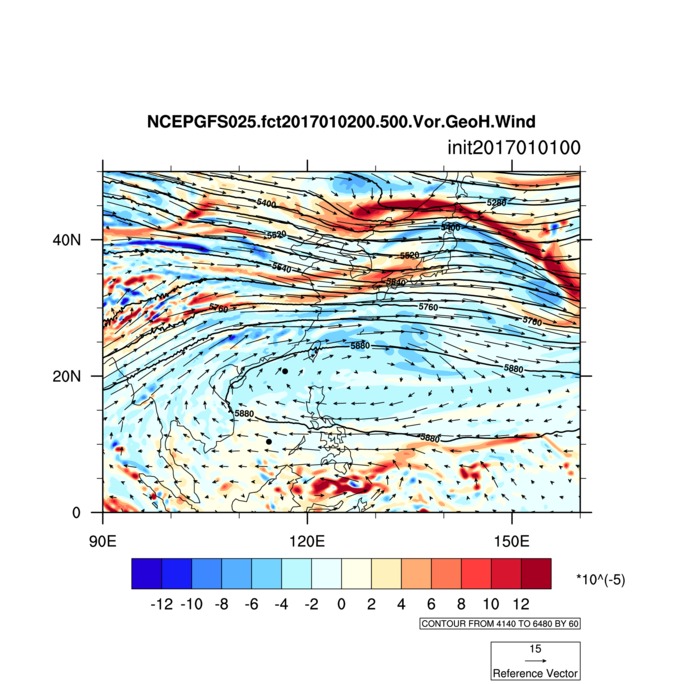 NCEPGFS025.fct2017010200.500.Vor.GeoH.Wind
init2017010100
5400
5280
5400
5520
5520
5640
5640
5760
5760
5760
5880
5880
5880
5880
40N
20N
0
90E 120E 150E
-12 -10 -8 -6 -4 -2 0 2 4 6 8 10 12
*10^(-5)
CONTOUR FROM 4140 TO 6480 BY 60
15
Reference Vector